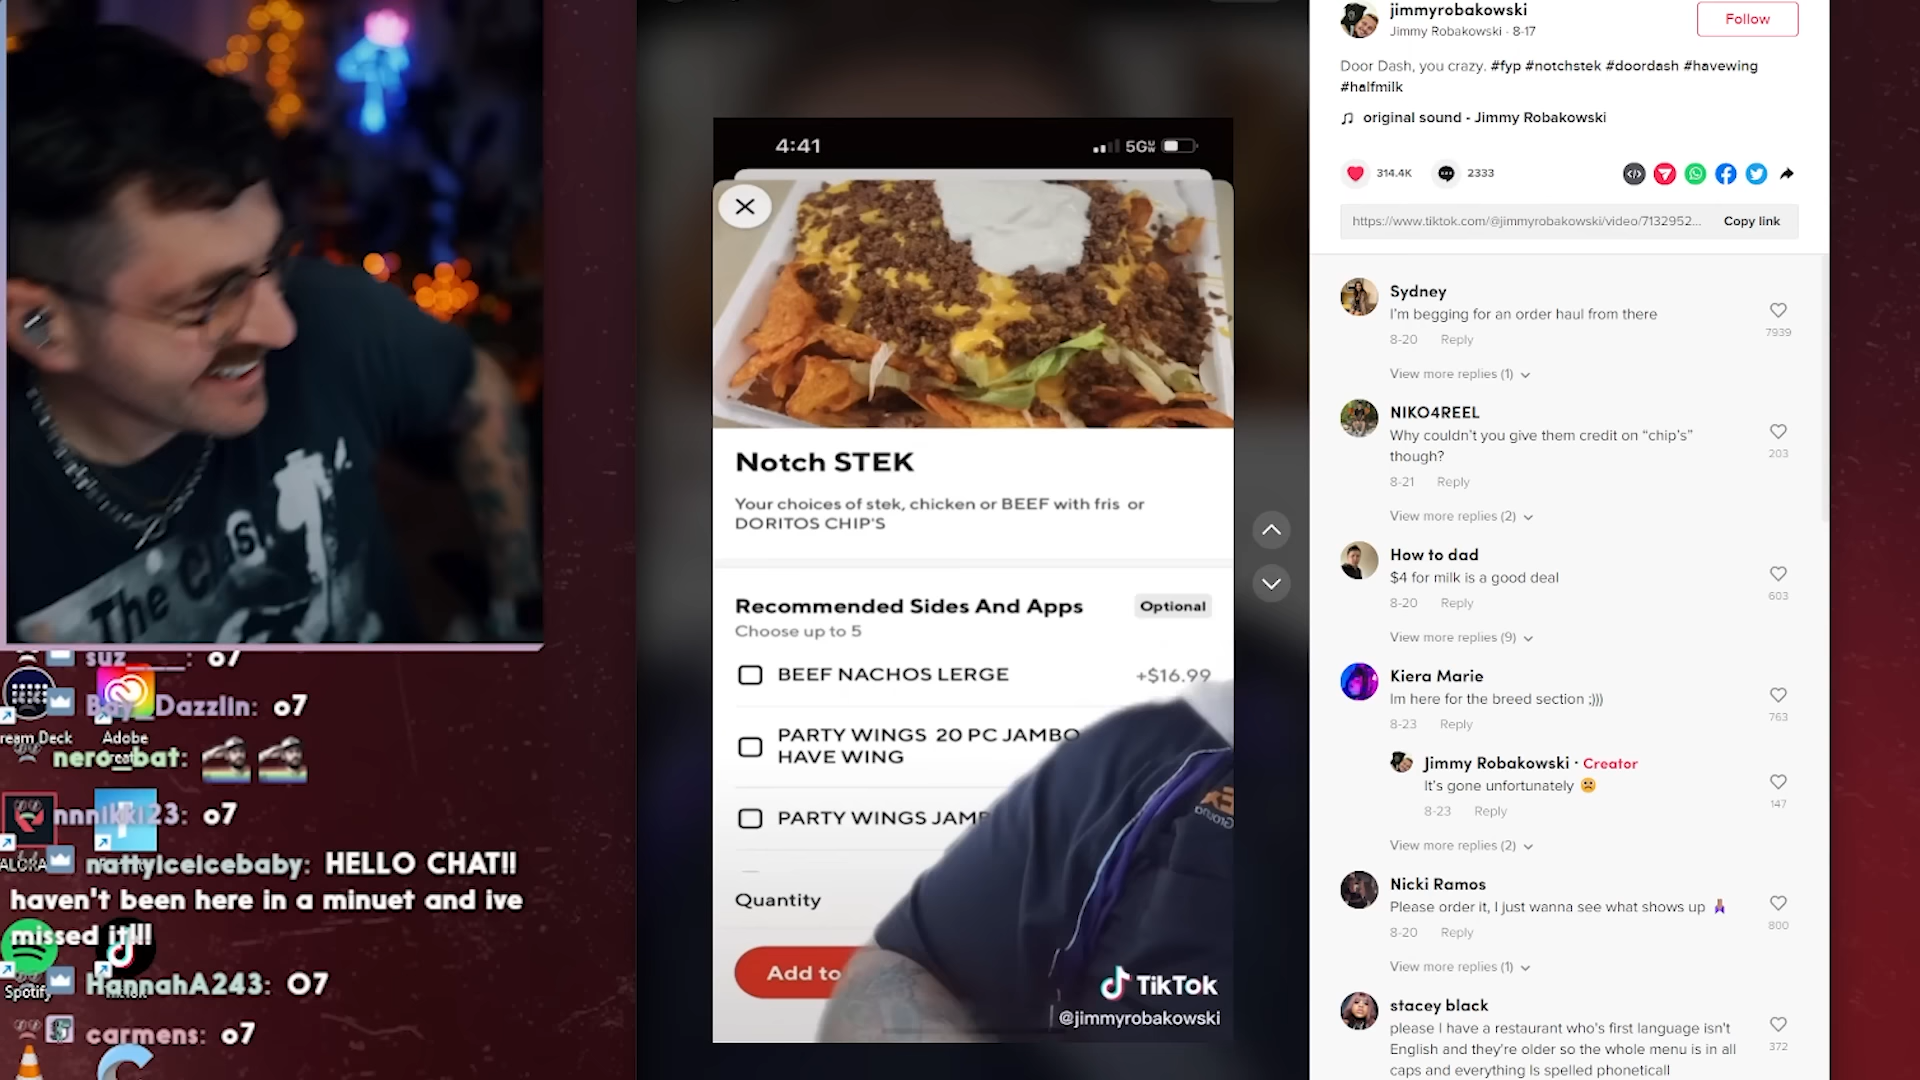 The Clash
suz____: o7
Dazzlin: o7
ream Deck
Adobe
nero_bat:
nnnikki23: o7
nattyiceicebaby: HELLO CHAT!!
haven't been here in a minuet and ive
missed it!!!
HannahA243: O7
Spotify
carmens: o7
4:41
5G
Notch STEK
Your choices of stek, chicken or BEEF with fris or
DORITOS CHIP'S
Recommended Sides And Apps
Optional
Choose up to 5
BEEF NACHOS LERGE
+$16.99
PARTY WINGS 20 PC JAMBO
HAVE WING
PARTY WINGS JAMB
Quantity
Add to
Ground
TikTok
@jimmyrobakowski
jimmyrobakowski
Jimmy Robakowski · 8-17
Follow
Door Dash, you crazy. #fyp #notchstek #doordash #havewing
#halfmilk
original sound - Jimmy Robakowski
314.4K
2333
https://www.tiktok.com/@jimmyrobakowski/video/7132952...
Copy link
Sydney
I'm begging for an order haul from there
7939
8-20 Reply
View more replies (1)
NIKO4REEL
Why couldn't you give them credit on “chip's”
though?
203
8-21 Reply
View more replies (2)
How to dad
$4 for milk is a good deal
603
8-20 Reply
View more replies (9)
Kiera Marie
Im here for the breed section ;)))
763
8-23 Reply
Jimmy Robakowski · Creator
It's gone unfortunately
147
8-23 Reply
View more replies (2)
Nicki Ramos
Please order it, I just wanna see what shows up
800
8-20 Reply
View more replies (1)
stacey black
please I have a restaurant who's first language isn't
English and they're older so the whole menu is in all
caps and everything Is spelled phoneticall
372